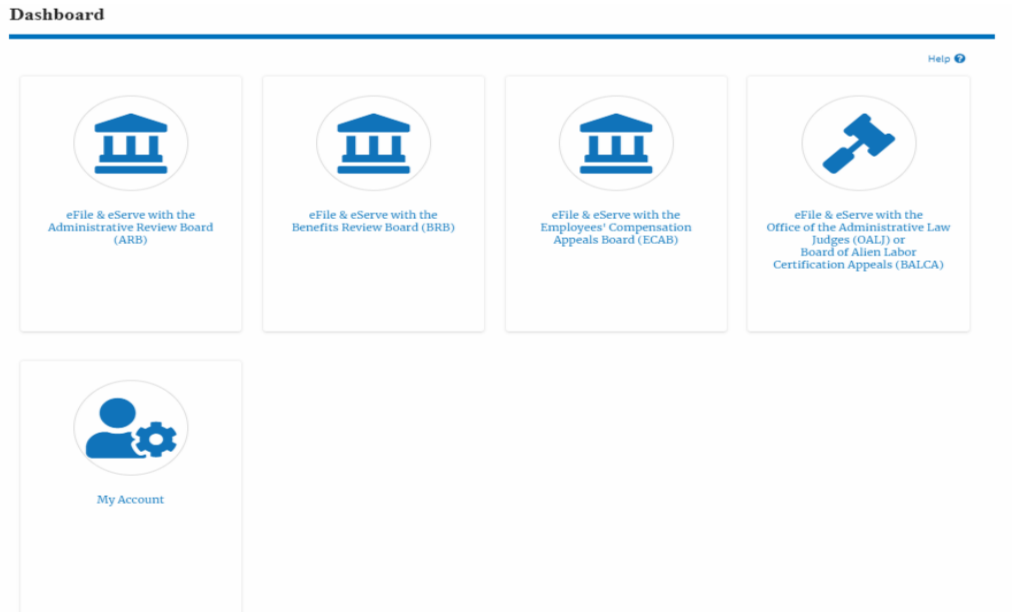 Dashboard
Help
eFile & eServe with the
Administrative Review Board
(ARB)
eFile & eServe with the
Benefits Review Board (BRB)
eFile & eServe with the
Employees' Compensation
Appeals Board (ECAB)
eFile & eServe with the
Office of the Administrative Law
Judges (OALJ) or
Board of Alien Labor
Certification Appeals (BALCA)
My Account